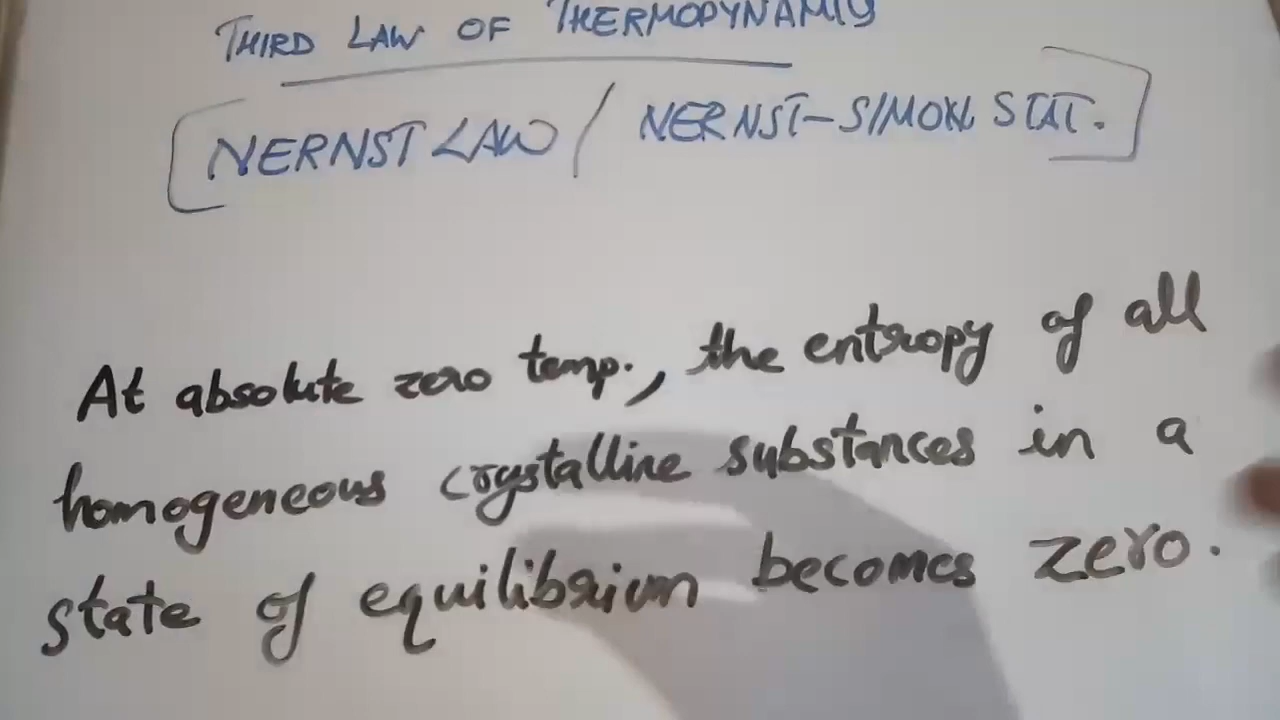 THIRD LAW OF THERMODYNAMIS
[NERNST LAW / NERNST-SIMON STAT.]
At absolute zero temp., the entropy of all
homogeneous crystalline substances in a
state of equilibrium becomes zero.